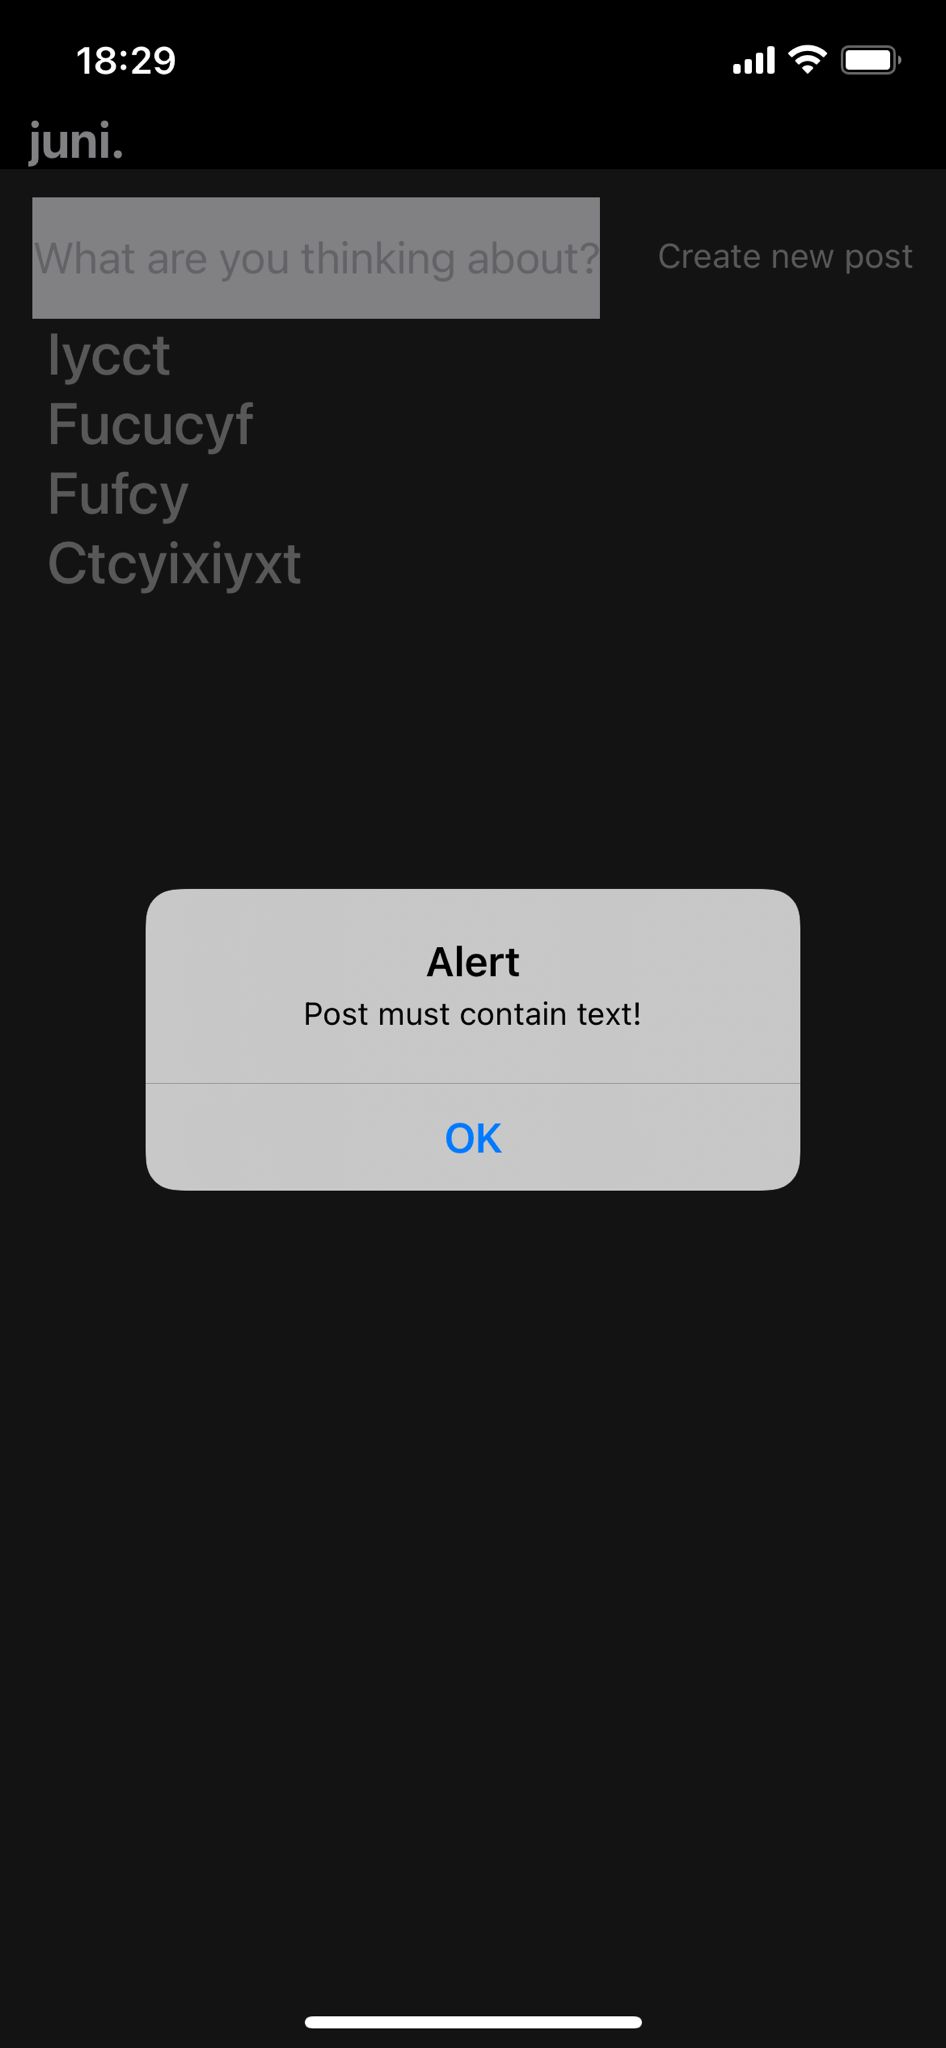 18:29
juni.
What are you thinking about?
Create new post
lycct
Fucucyf
Fufcy
Ctcyixiyxt
Alert
Post must contain text!
OK